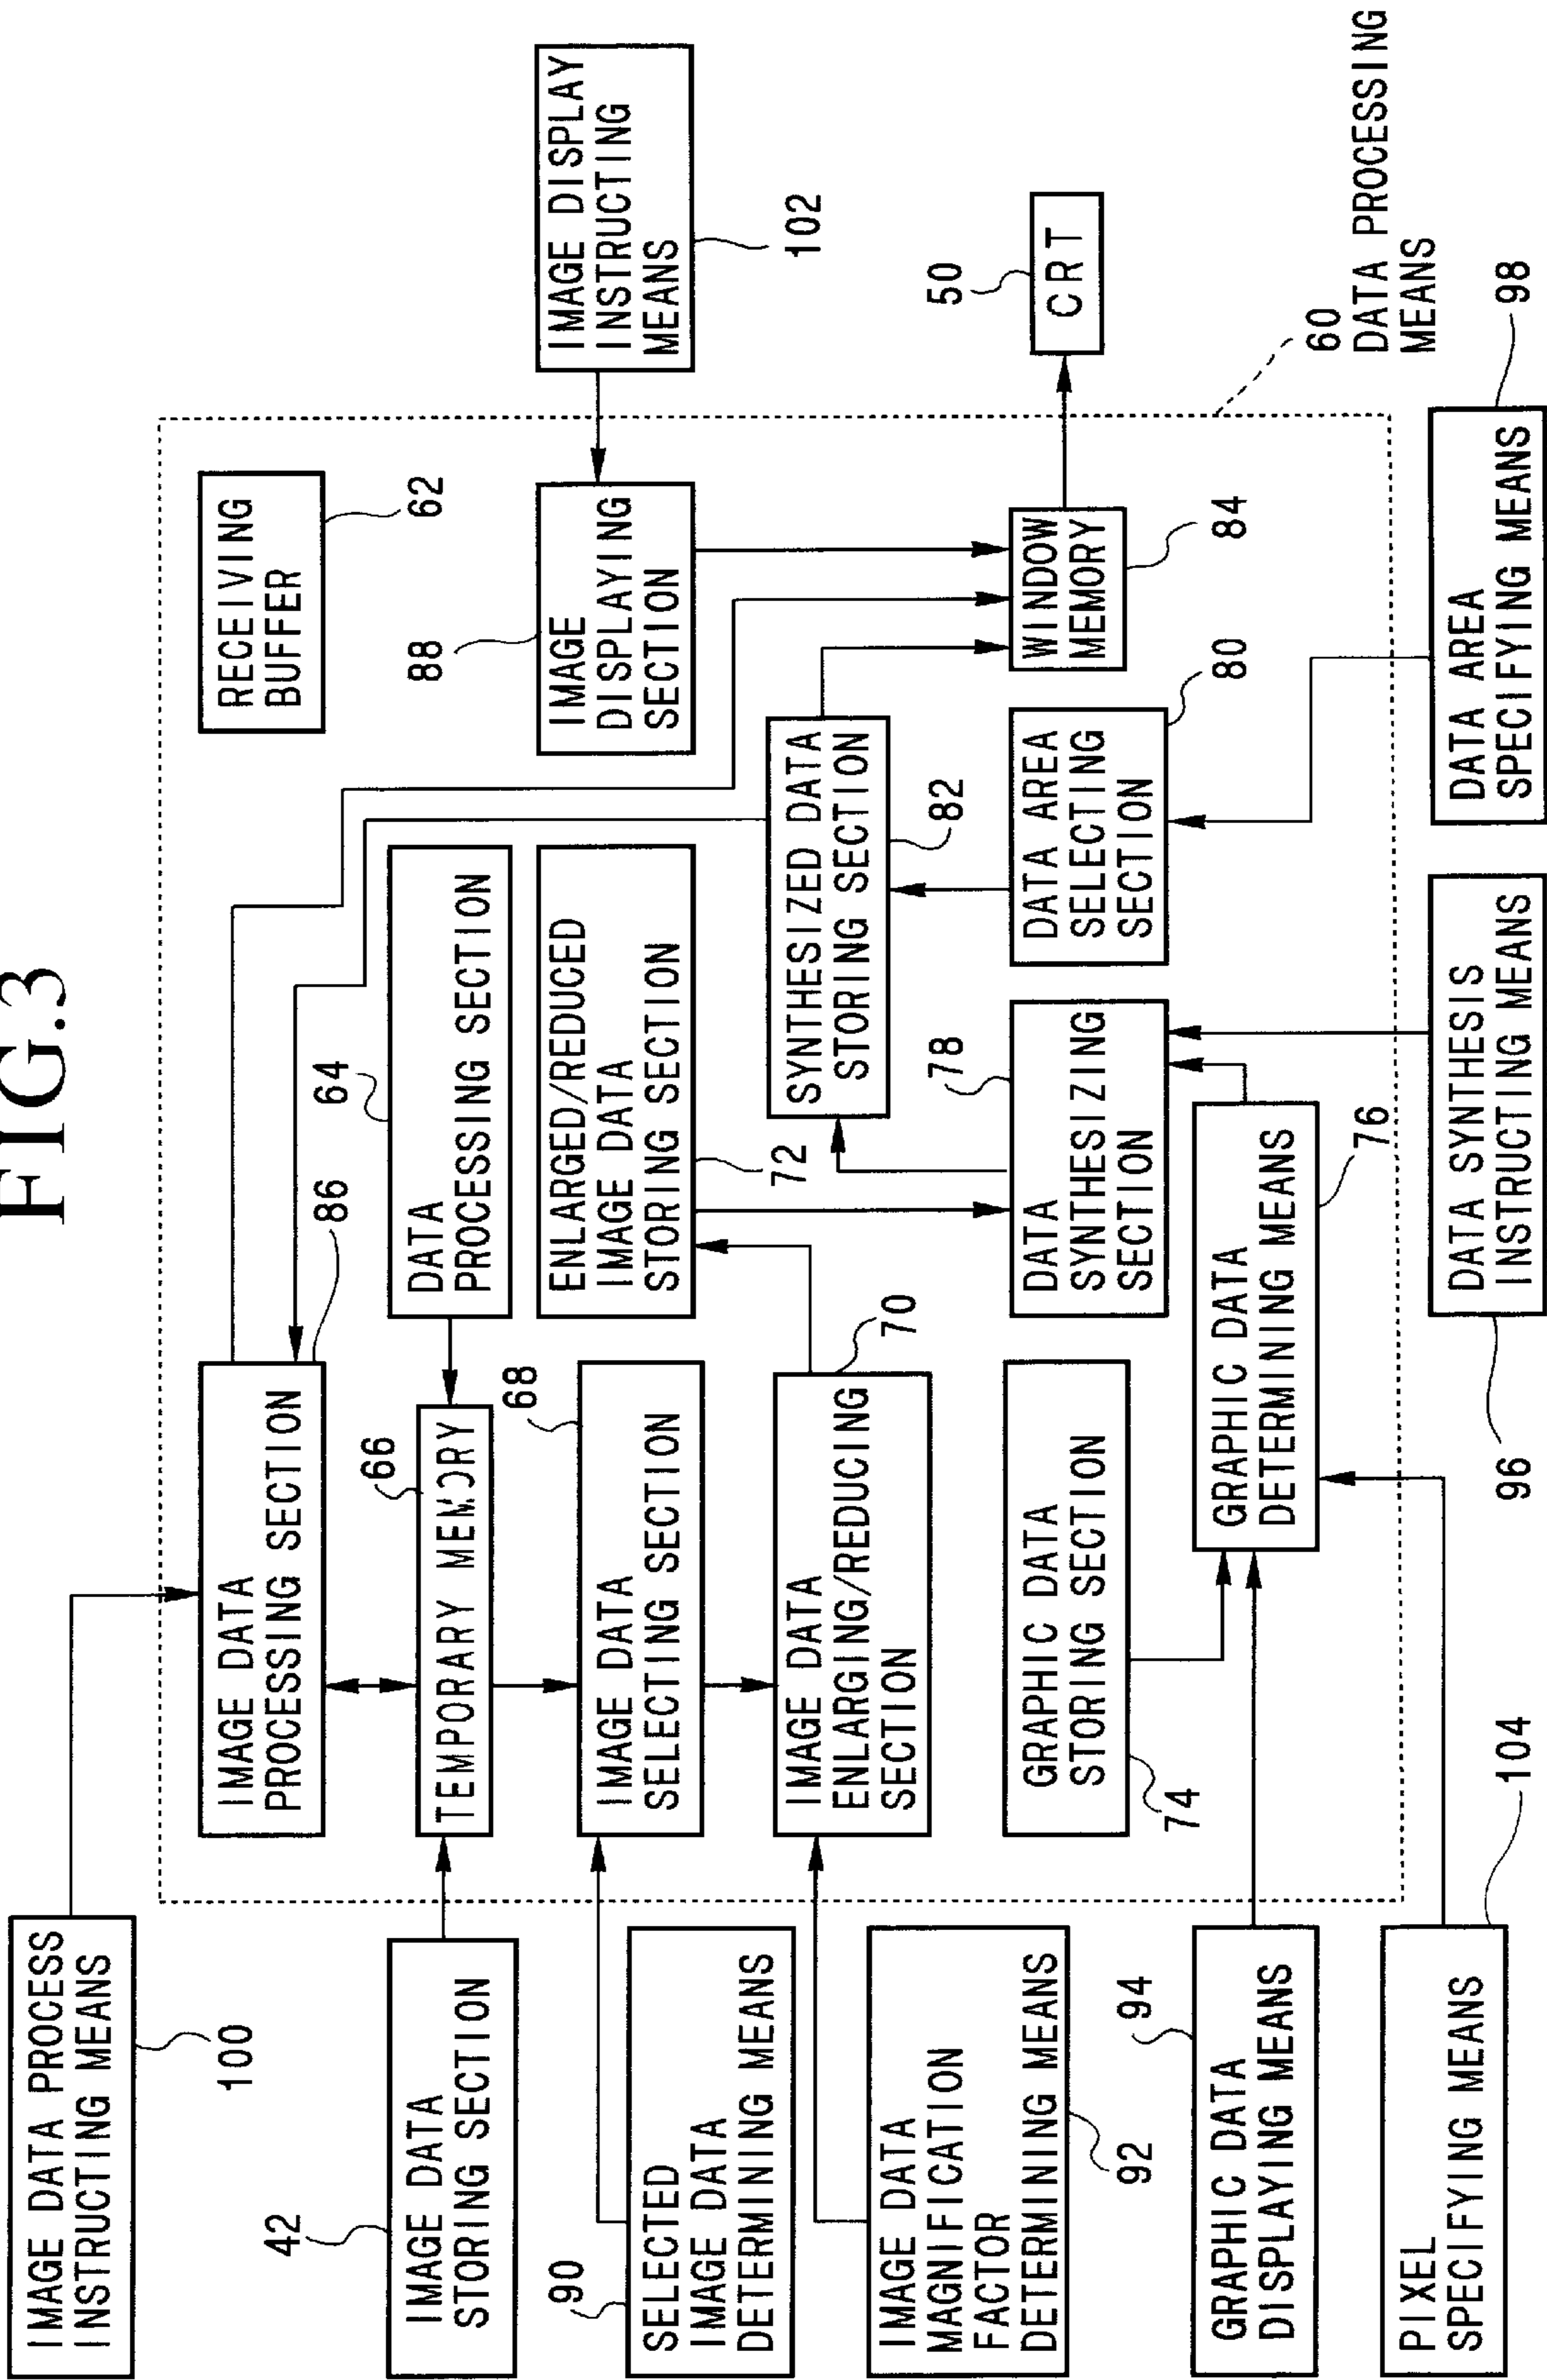 FIG.3
IMAGE DATA PROCESS
INSTRUCTING MEANS
100
42
IMAGE DATA
STORING SECTION
90
SELECTED
IMAGE DATA
DETERMINING MEANS
IMAGE DATA
MAGNIFICATION
FACTOR
DETERMINING MEANS
92
94
GRAPHIC DATA
DISPLAYING MEANS
PIXEL
SPECIFYING MEANS
104
IMAGE DATA
PROCESSING SECTION
86
66
TEMPORARY MEMORY
68
IMAGE DATA
SELECTING SECTION
IMAGE DATA
ENLARGING/REDUCING
SECTION
70
GRAPHIC DATA
STORING SECTION
74
GRAPHIC DATA
DETERMINING MEANS
76
64
DATA
PROCESSING SECTION
ENLARGED/REDUCED
IMAGE DATA
STORING SECTION
72
78
DATA
SYNTHESIZING
SECTION
SYNTHESIZED DATA
STORING SECTION
82
DATA AREA
SELECTING
SECTION
80
RECEIVING
BUFFER
62
88
IMAGE
DISPLAYING
SECTION
WINDOW
MEMORY
84
IMAGE DISPLAY
INSTRUCTING
MEANS
102
50
CRT
60
DATA PROCESSING
MEANS
DATA SYNTHESIS
INSTRUCTING MEANS
96
DATA AREA
SPECIFYING MEANS
98